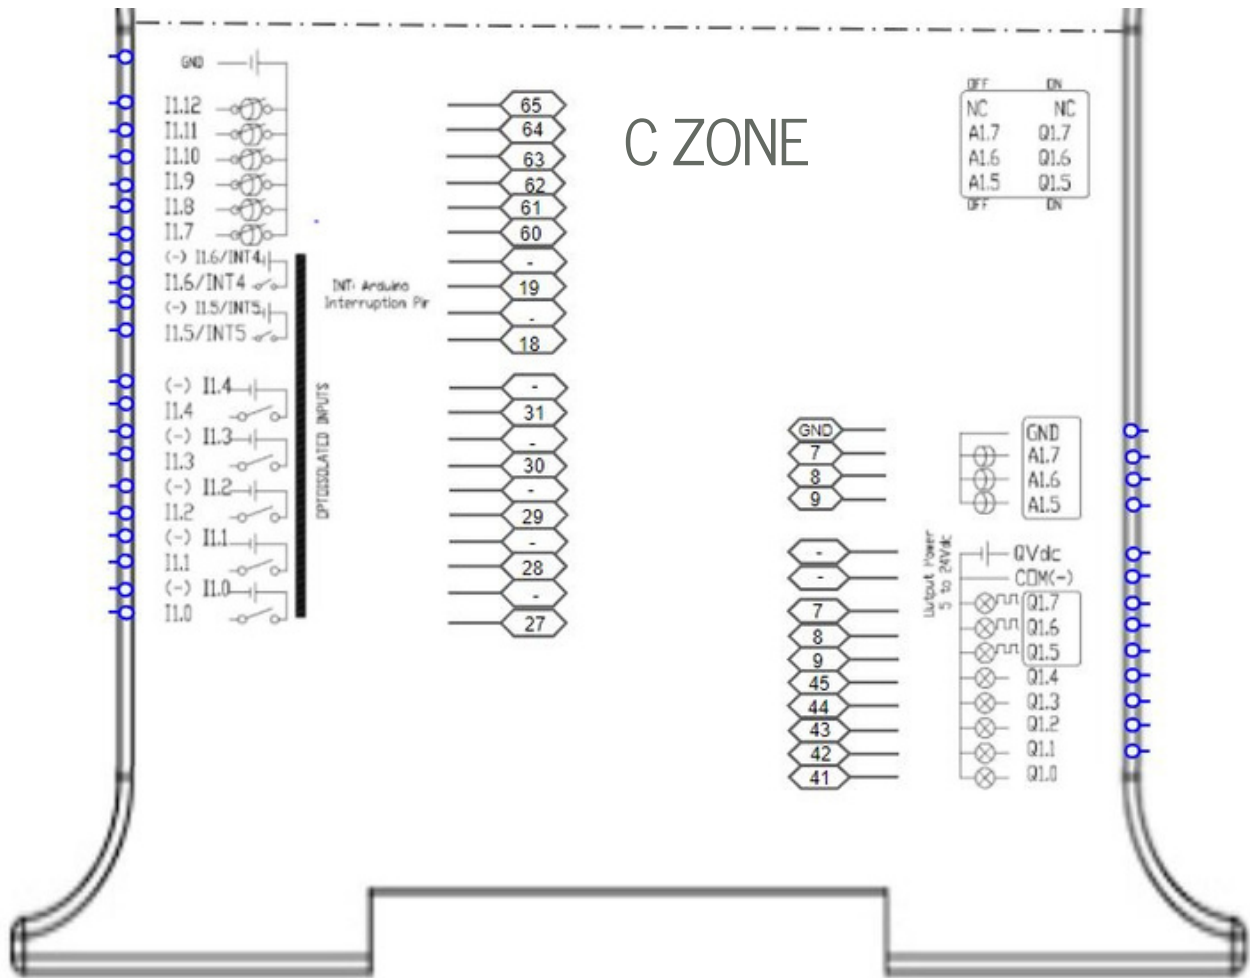 GND
I1.12
I1.11
I1.10
I1.9
I1.8
I1.7
(-) I1.6/INT4
I1.6/INT4
(-) I1.5/INT5
I1.5/INT5
(-) I1.4
I1.4
(-) I1.3
I1.3
(-) I1.2
I1.2
(-) I1.1
I1.1
(-) I1.0
I1.0
OPTOISOLATED INPUTS
INT: Arduino
Interruption Pin
65
64
63
62
61
60
-
19
-
18
-
31
-
30
-
29
-
28
-
27
C ZONE
OFF ON
NC NC
A1.7 Q1.7
A1.6 Q1.6
A1.5 Q1.5
OFF ON
GND
7
8
9
-
-
7
8
9
45
44
43
42
41
Output Power
5 to 24Vdc
GND
A1.7
A1.6
A1.5
QVdc
COM(-)
Q1.7
Q1.6
Q1.5
Q1.4
Q1.3
Q1.2
Q1.1
Q1.0